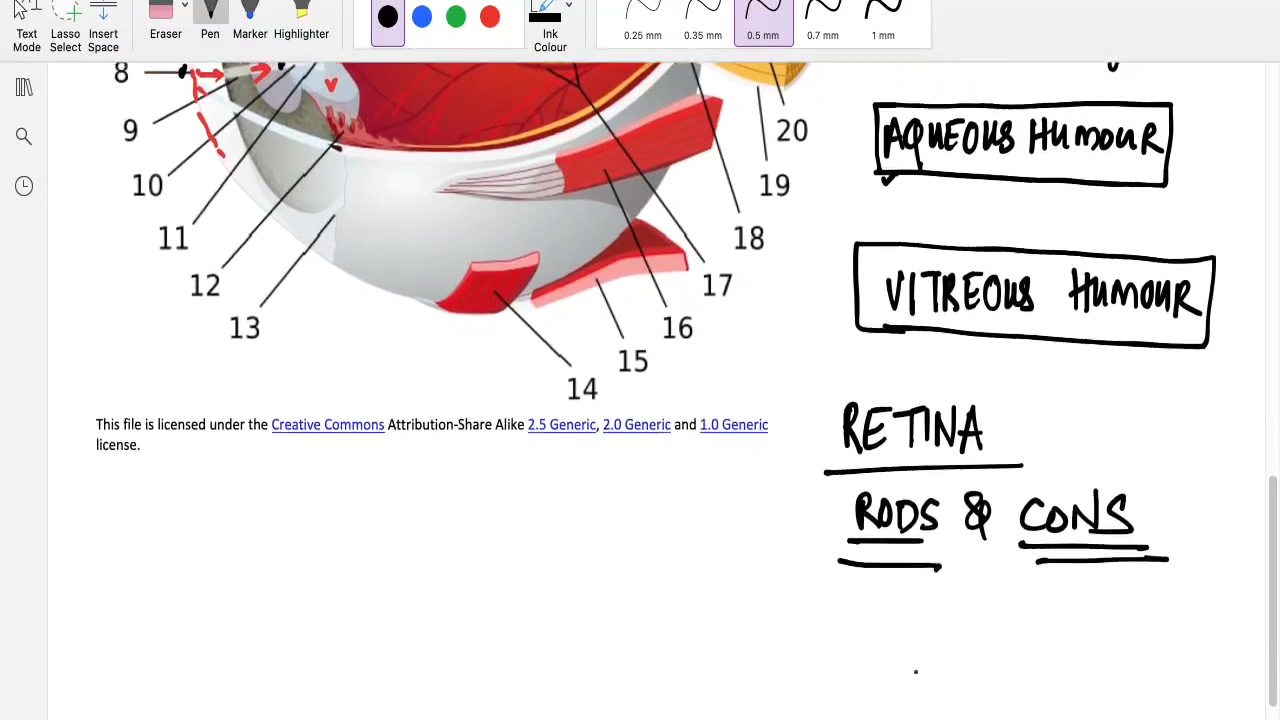 Text
Mode
Lasso
Select
Insert
Space
Eraser
Pen
Marker
Highlighter
Ink
Colour
0.25 mm
0.35 mm
0.5 mm
0.7 mm
1 mm
8
9
10
11
12
13
14
15
16
17
18
19
20
AQUEOUS HUMOUR
VITREOUS HUMOUR
RETINA
RODS & CONS
This file is licensed under the Creative Commons Attribution-Share Alike 2.5 Generic, 2.0 Generic and 1.0 Generic
license.